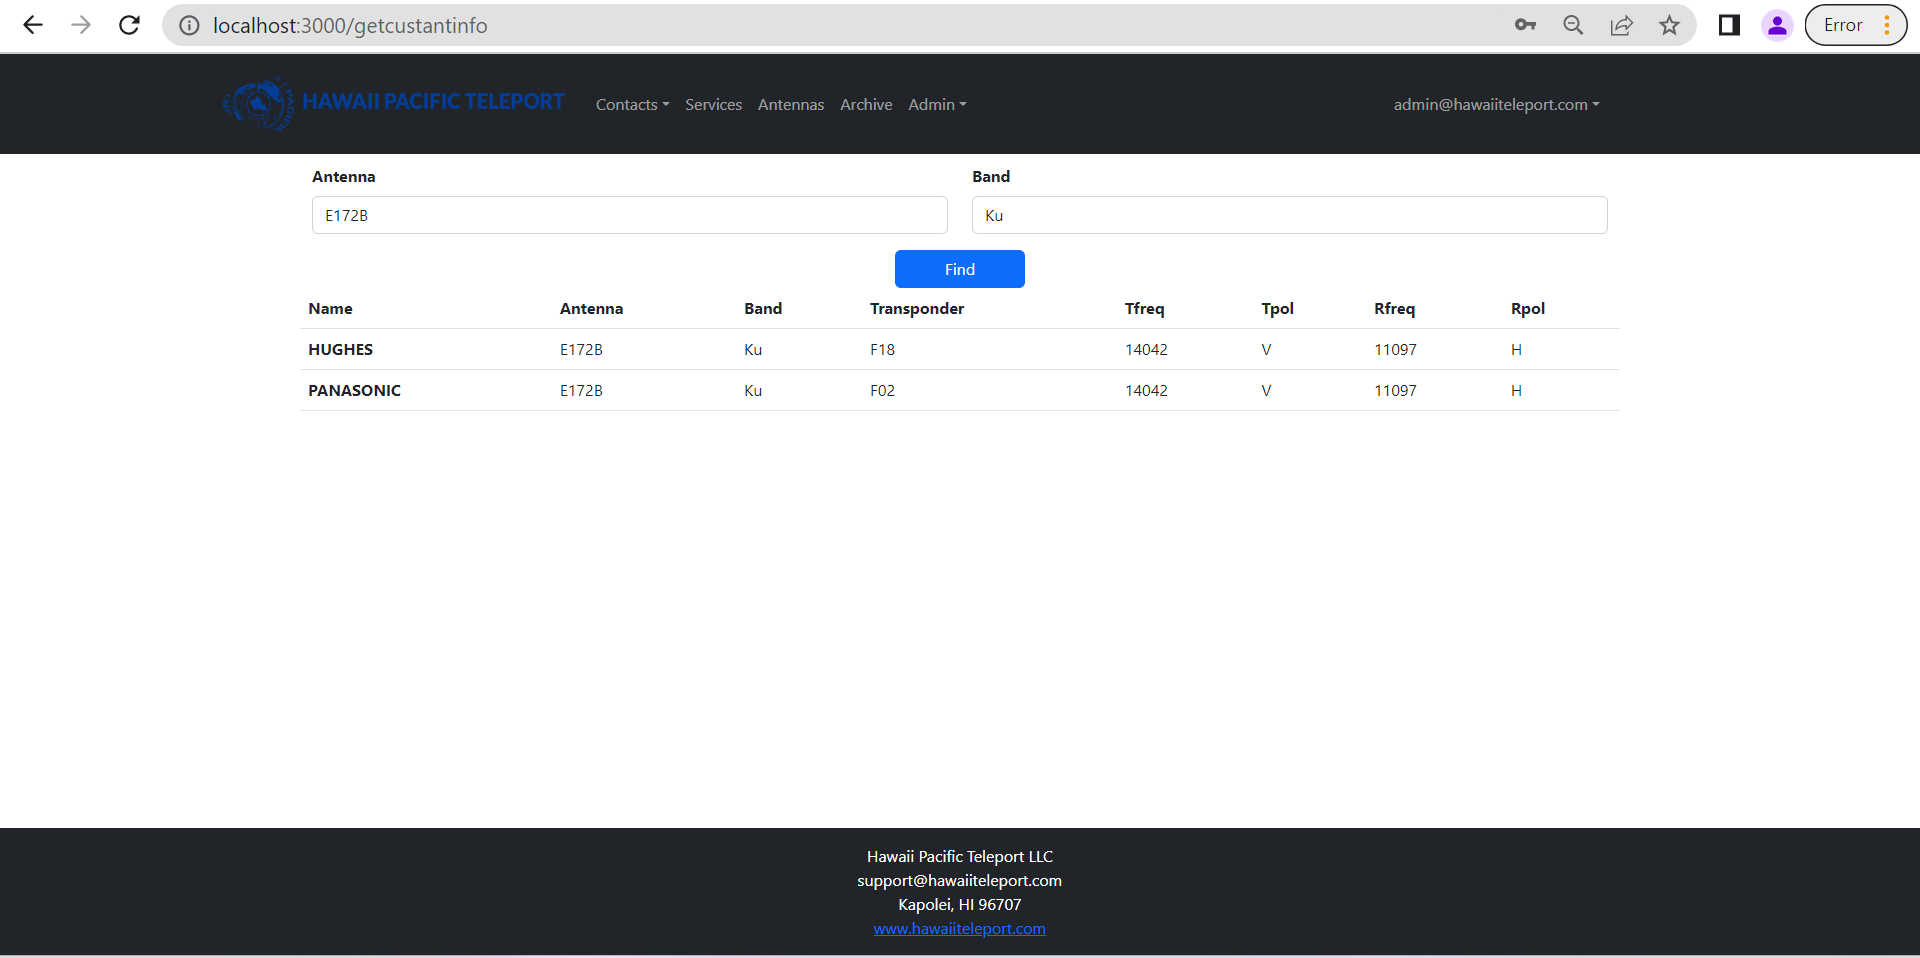 localhost:3000/getcustantinfo Error
HAWAII PACIFIC TELEPORT Contacts Services Antennas Archive Admin admin@hawaiiteleport.com
Antenna Band
E172B Ku
Find
Name Antenna Band Transponder Tfreq Tpol Rfreq Rpol
HUGHES E172B Ku F18 14042 V 11097 H
PANASONIC E172B Ku F02 14042 V 11097 H
Hawaii Pacific Teleport LLC
support@hawaiiteleport.com
Kapolei, HI 96707
www.hawaiiteleport.com